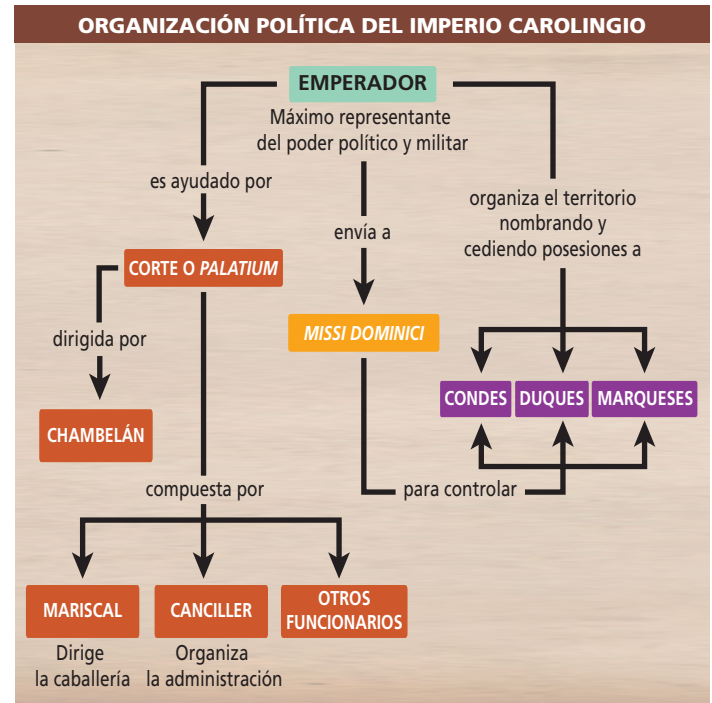 ORGANIZACIÓN POLÍTICA DEL IMPERIO CAROLINGIO
EMPERADOR
Máximo representante
del poder político y militar
es ayudado por
envía a
organiza el territorio
nombrando y
cediendo posesiones a
CORTE O PALATIUM
MISSI DOMINICI
dirigida por
CHAMBELÁN
CONDES
DUQUES
MARQUESES
compuesta por
para controlar
MARISCAL
Dirige
la caballería
CANCILLER
Organiza
la administración
OTROS
FUNCIONARIOS